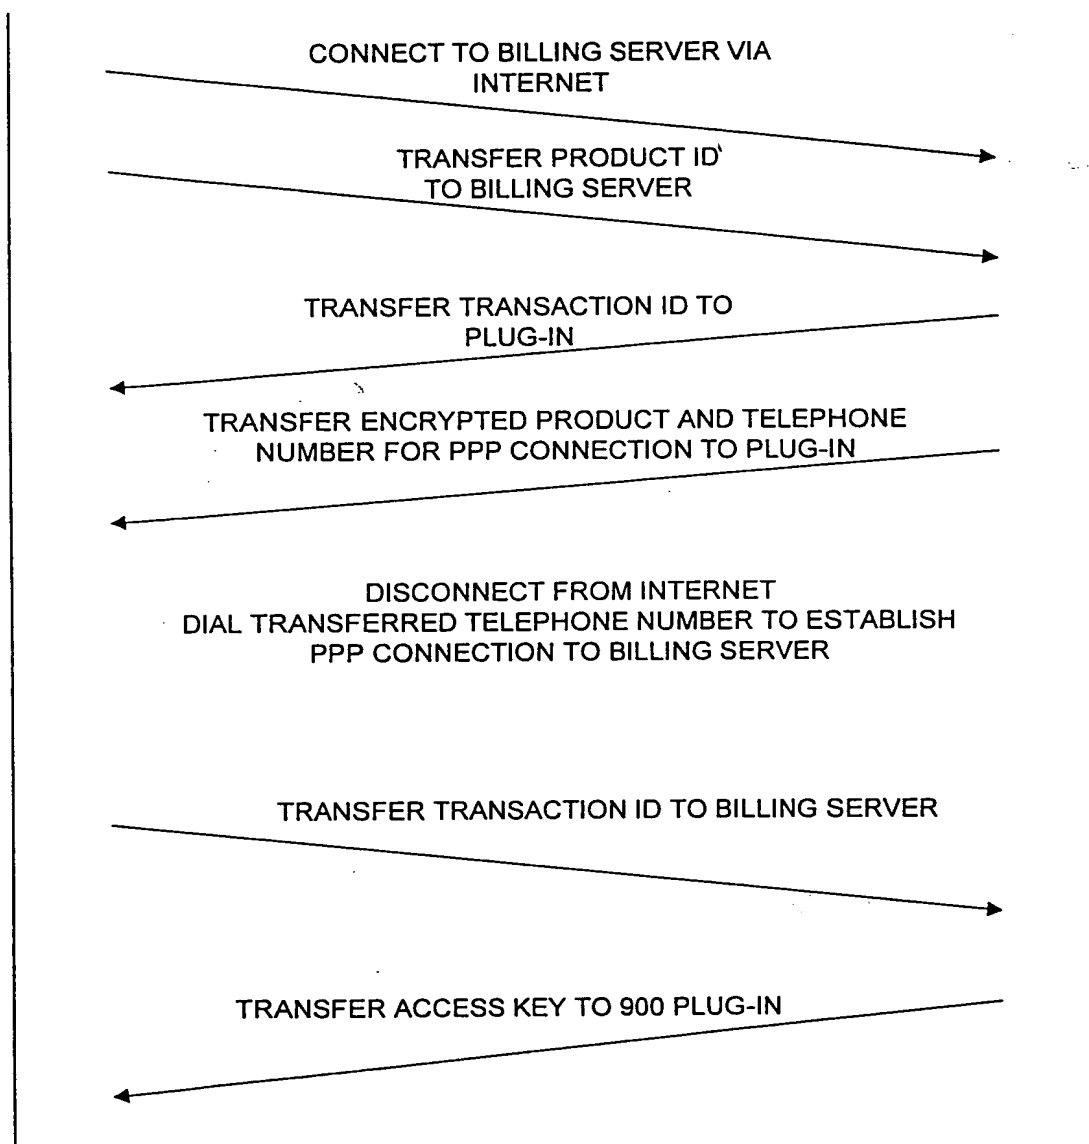 CONNECT TO BILLING SERVER VIA
INTERNET
TRANSFER PRODUCT ID
TO BILLING SERVER
TRANSFER TRANSACTION ID TO
PLUG-IN
TRANSFER ENCRYPTED PRODUCT AND TELEPHONE
NUMBER FOR PPP CONNECTION TO PLUG-IN
DISCONNECT FROM INTERNET
DIAL TRANSFERRED TELEPHONE NUMBER TO ESTABLISH
PPP CONNECTION TO BILLING SERVER
TRANSFER TRANSACTION ID TO BILLING SERVER
TRANSFER ACCESS KEY TO 900 PLUG-IN